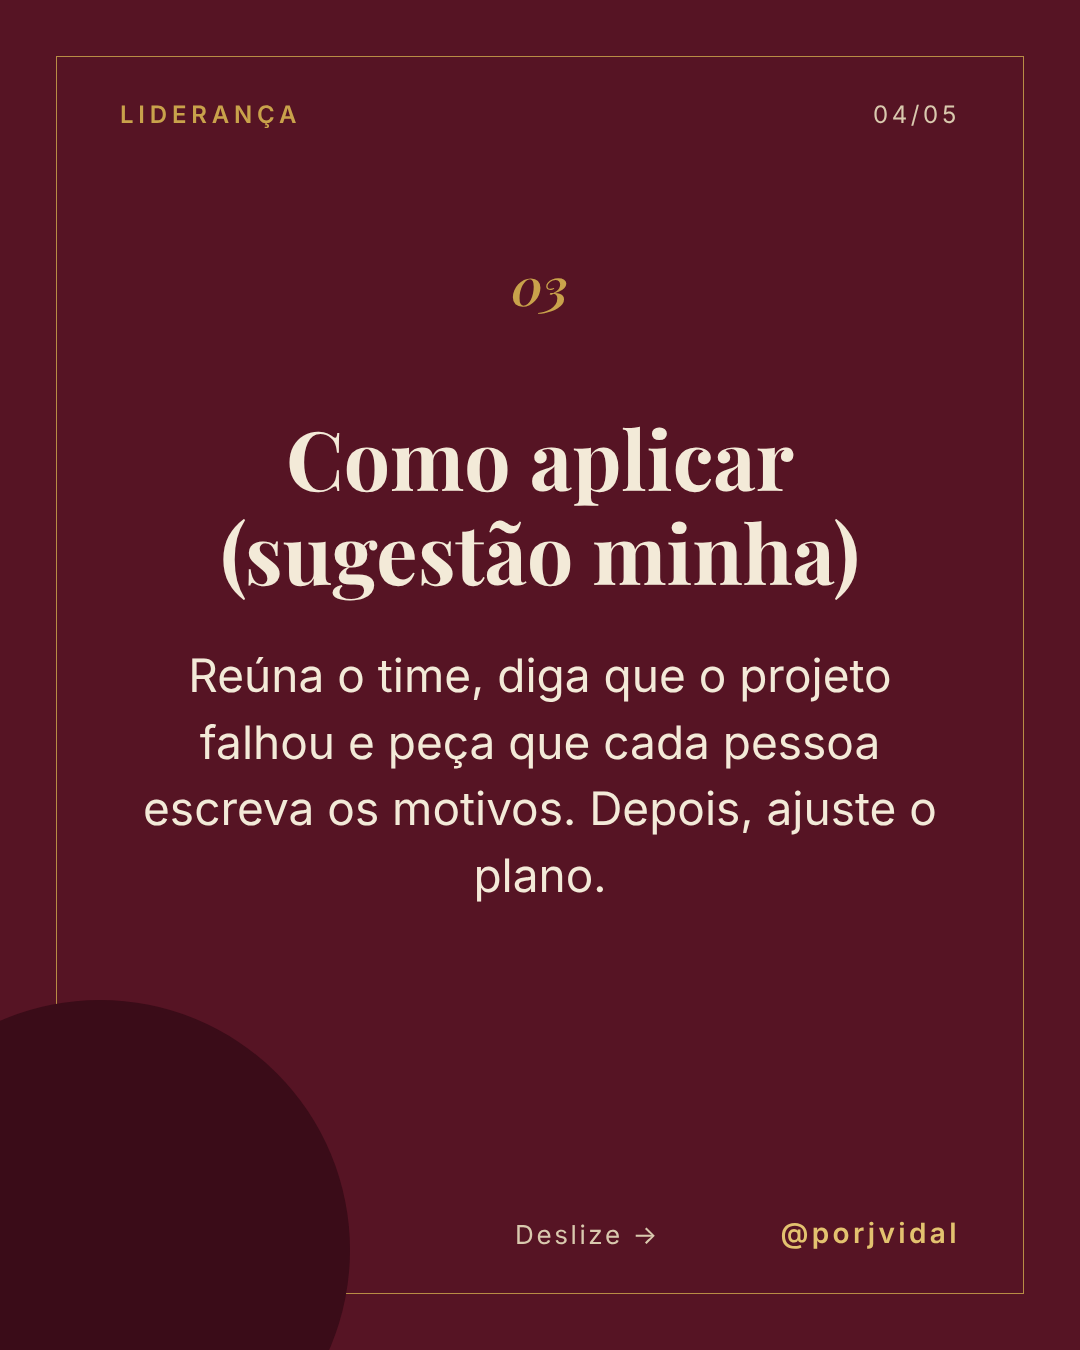 LIDERANÇA
04/05
03
Como aplicar
(sugestão minha)
Reúna o time, diga que o projeto
falhou e peça que cada pessoa
escreva os motivos. Depois, ajuste o
plano.
Deslize →
@porjvidal